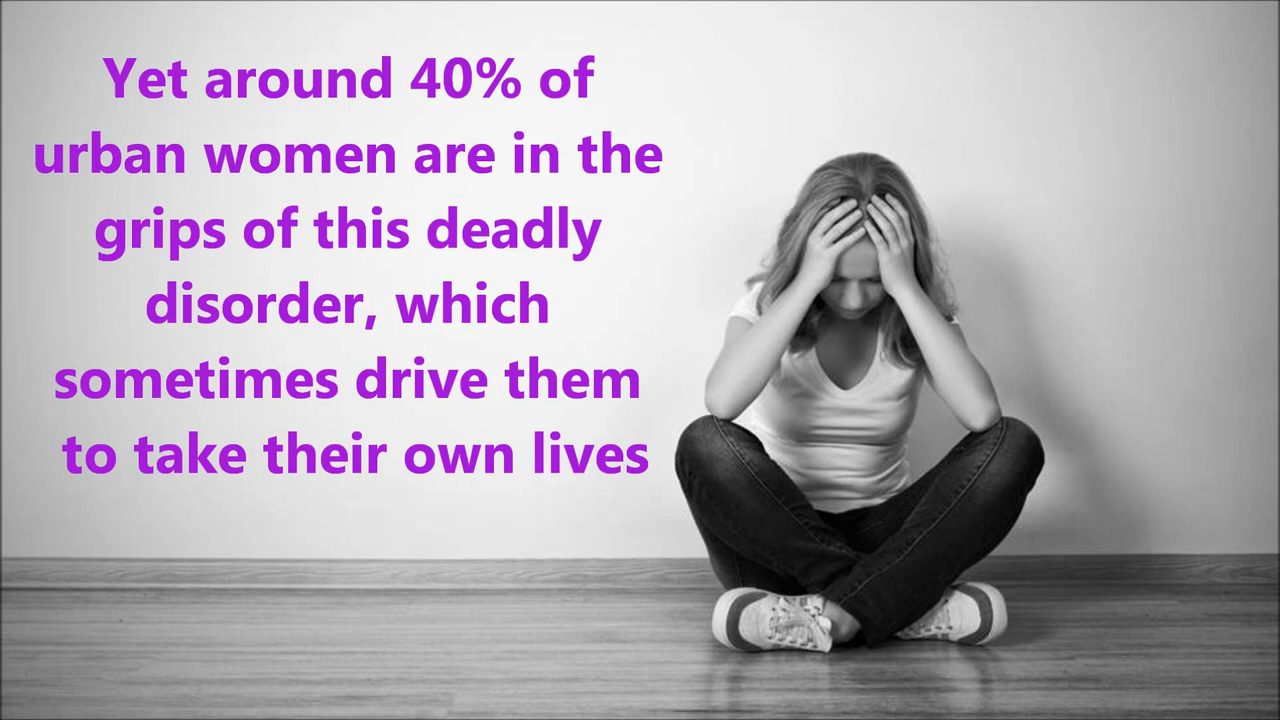 Yet around 40% of
urban women are in the
grips of this deadly
disorder, which
sometimes drive them
to take their own lives